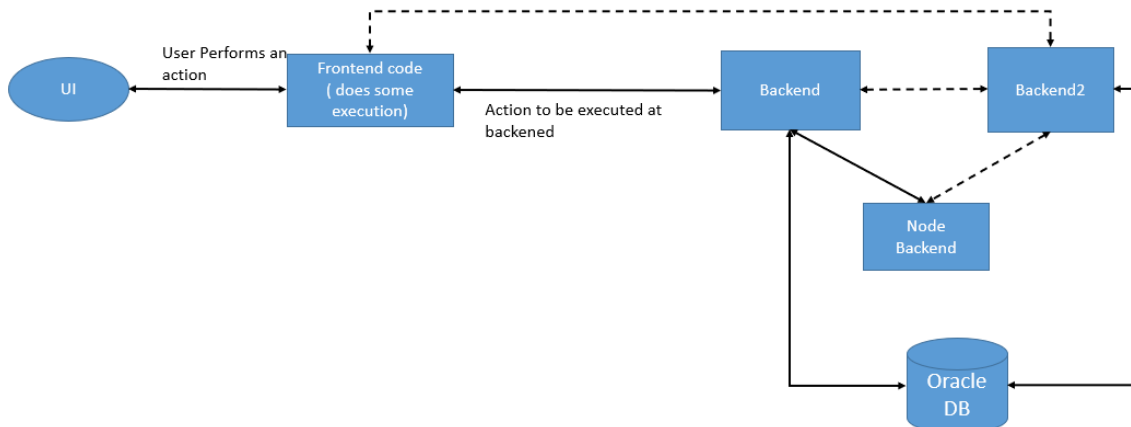 User Performs an
action
UI
Frontend code
( does some
execution)
Action to be executed at
backened
Backend
Backend2
Node
Backend
Oracle
DB